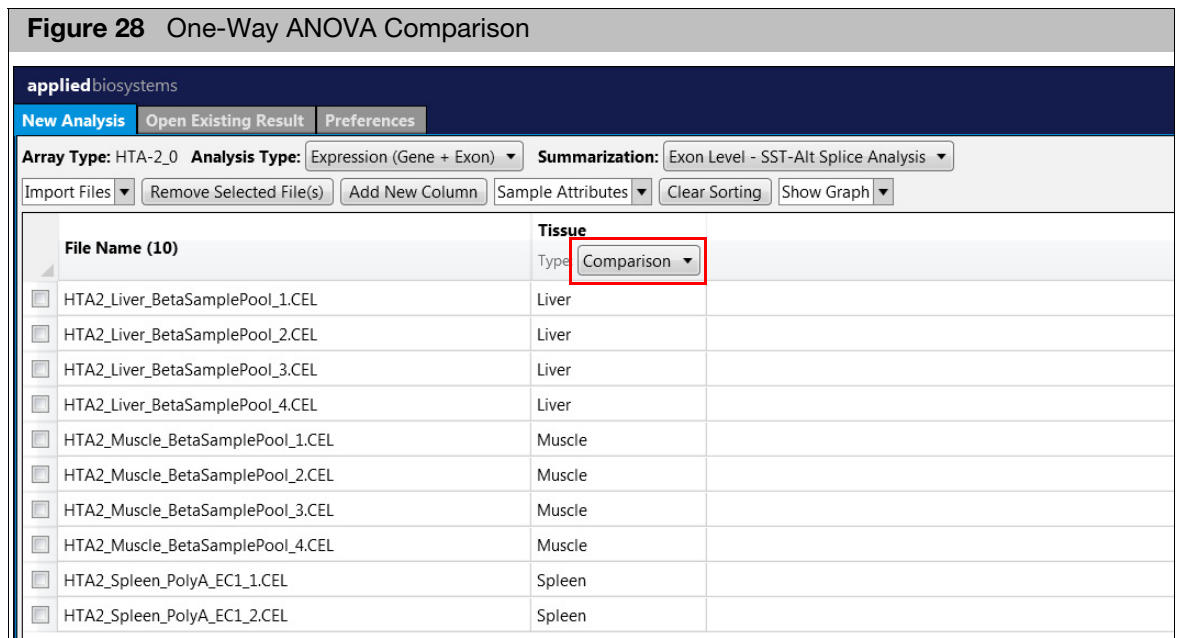 Figure 28 One-Way ANOVA Comparison
appliedbiosystems
New Analysis Open Existing Result Preferences
Array Type: HTA-2_0 Analysis Type: Expression (Gene + Exon) Summarization: Exon Level - SST-Alt Splice Analysis
Import Files Remove Selected File(s) Add New Column Sample Attributes Clear Sorting Show Graph
File Name (10) Tissue
Type Comparison
HTA2_Liver_BetaSamplePool_1.CEL Liver
HTA2_Liver_BetaSamplePool_2.CEL Liver
HTA2_Liver_BetaSamplePool_3.CEL Liver
HTA2_Liver_BetaSamplePool_4.CEL Liver
HTA2_Muscle_BetaSamplePool_1.CEL Muscle
HTA2_Muscle_BetaSamplePool_2.CEL Muscle
HTA2_Muscle_BetaSamplePool_3.CEL Muscle
HTA2_Muscle_BetaSamplePool_4.CEL Muscle
HTA2_Spleen_PolyA_EC1_1.CEL Spleen
HTA2_Spleen_PolyA_EC1_2.CEL Spleen